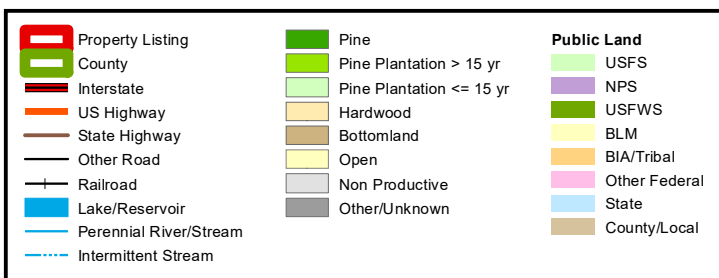 Property Listing
County
Interstate
US Highway
State Highway
Other Road
Railroad
Lake/Reservoir
Perennial River/Stream
Intermittent Stream
Pine
Pine Plantation > 15 yr
Pine Plantation <= 15 yr
Hardwood
Bottomland
Open
Non Productive
Other/Unknown
Public Land
USFS
NPS
USFWS
BLM
BIA/Tribal
Other Federal
State
County/Local